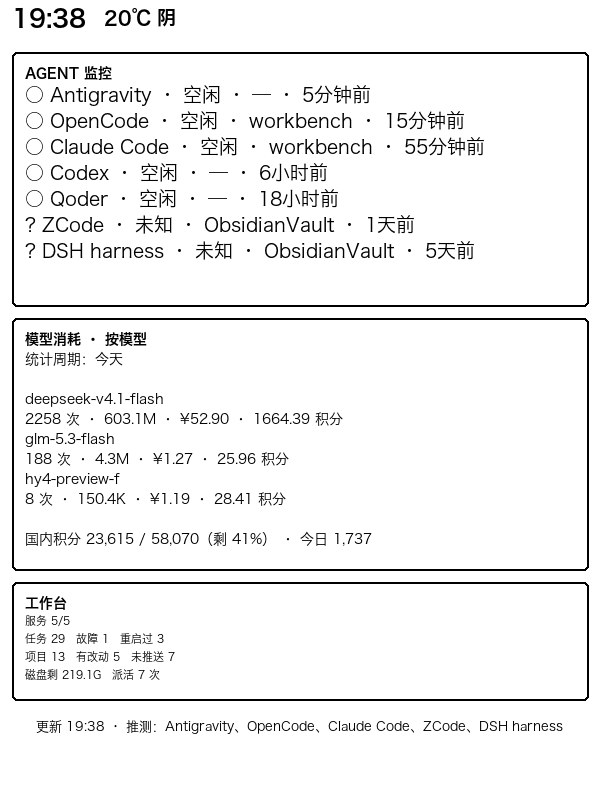 19:38 20℃ 阴
AGENT 监控
○ Antigravity · 空闲 · — · 5分钟前
○ OpenCode · 空闲 · workbench · 15分钟前
○ Claude Code · 空闲 · workbench · 55分钟前
○ Codex · 空闲 · — · 6小时前
○ Qoder · 空闲 · — · 18小时前
? ZCode · 未知 · ObsidianVault · 1天前
? DSH harness · 未知 · ObsidianVault · 5天前
模型消耗 · 按模型
统计周期：今天
deepseek-v4.1-flash
2258 次 · 603.1M · ¥52.90 · 1664.39 积分
glm-5.3-flash
188 次 · 4.3M · ¥1.27 · 25.96 积分
hy4-preview-f
8 次 · 150.4K · ¥1.19 · 28.41 积分
国内积分 23,615 / 58,070（剩 41%） · 今日 1,737
工作台
服务 5/5
任务 29 故障 1 重启过 3
项目 13 有改动 5 未推送 7
磁盘剩 219.1G 派活 7 次
更新 19:38 · 推测：Antigravity、OpenCode、Claude Code、ZCode、DSH harness